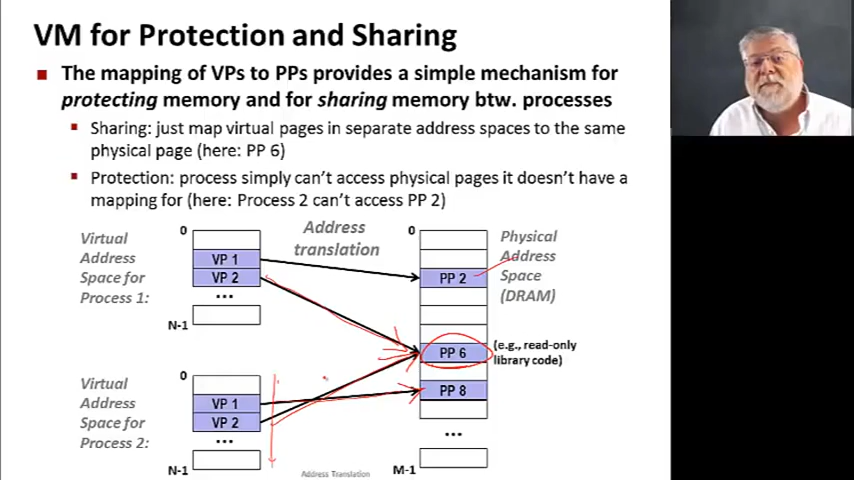 VM for Protection and Sharing
The mapping of VPs to PPs provides a simple mechanism for
protecting memory and for sharing memory btw. processes
Sharing: just map virtual pages in separate address spaces to the same
physical page (here: PP 6)
Protection: process simply can't access physical pages it doesn't have a
mapping for (here: Process 2 can't access PP 2)
Virtual
Address
Space for
Process 1:
0
VP 1
VP 2
...
N-1
Address
translation
0
PP 2
PP 6
PP 8
...
M-1
Physical
Address
Space
(DRAM)
(e.g., read-only
library code)
Virtual
Address
Space for
Process 2:
0
VP 1
VP 2
...
N-1
Address Translation